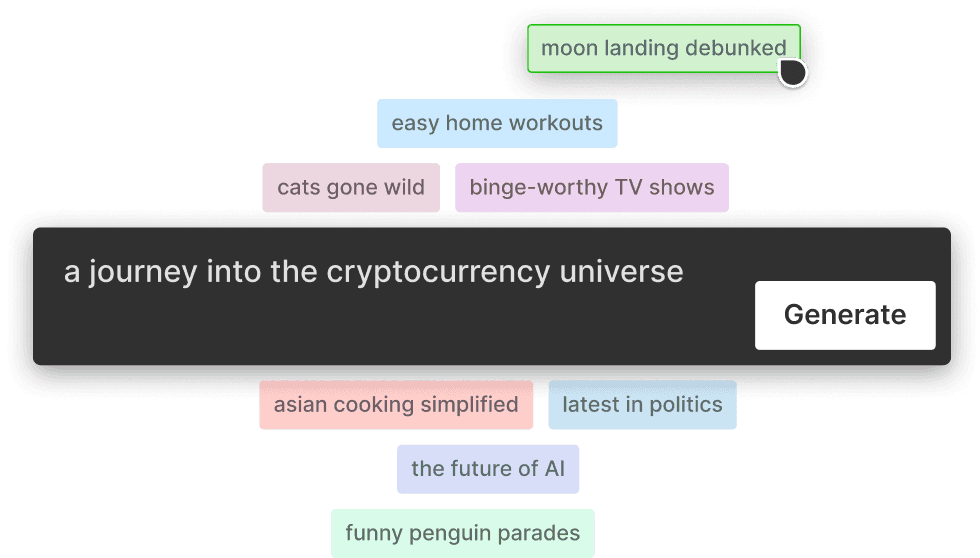 moon landing debunked
easy home workouts
cats gone wild
binge-worthy TV shows
a journey into the cryptocurrency universe
Generate
asian cooking simplified
latest in politics
the future of AI
funny penguin parades